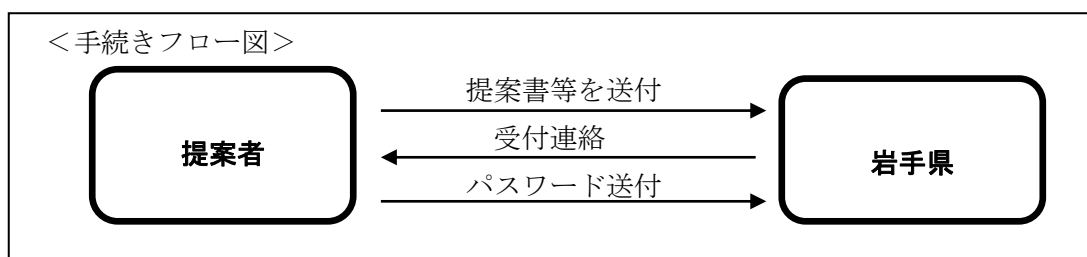 ＜手続きフロー図＞
提案書等を送付
提案者
受付連絡
岩手県
パスワード送付